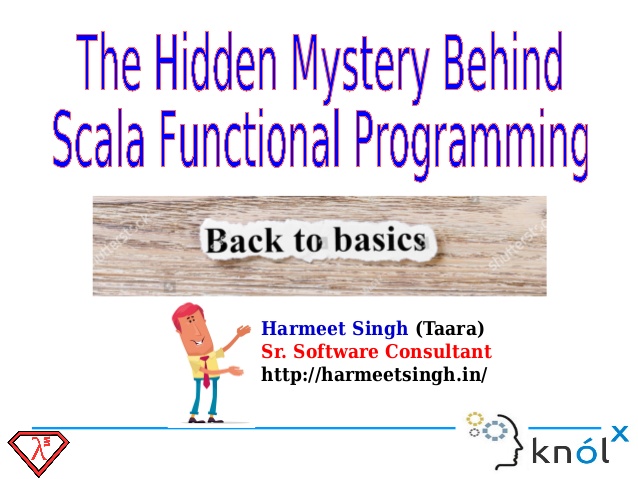 The Hidden Mystery Behind
Scala Functional Programming
Back to basics
Harmeet Singh (Taara)
Sr. Software Consultant
http://harmeetsingh.in/
knólx